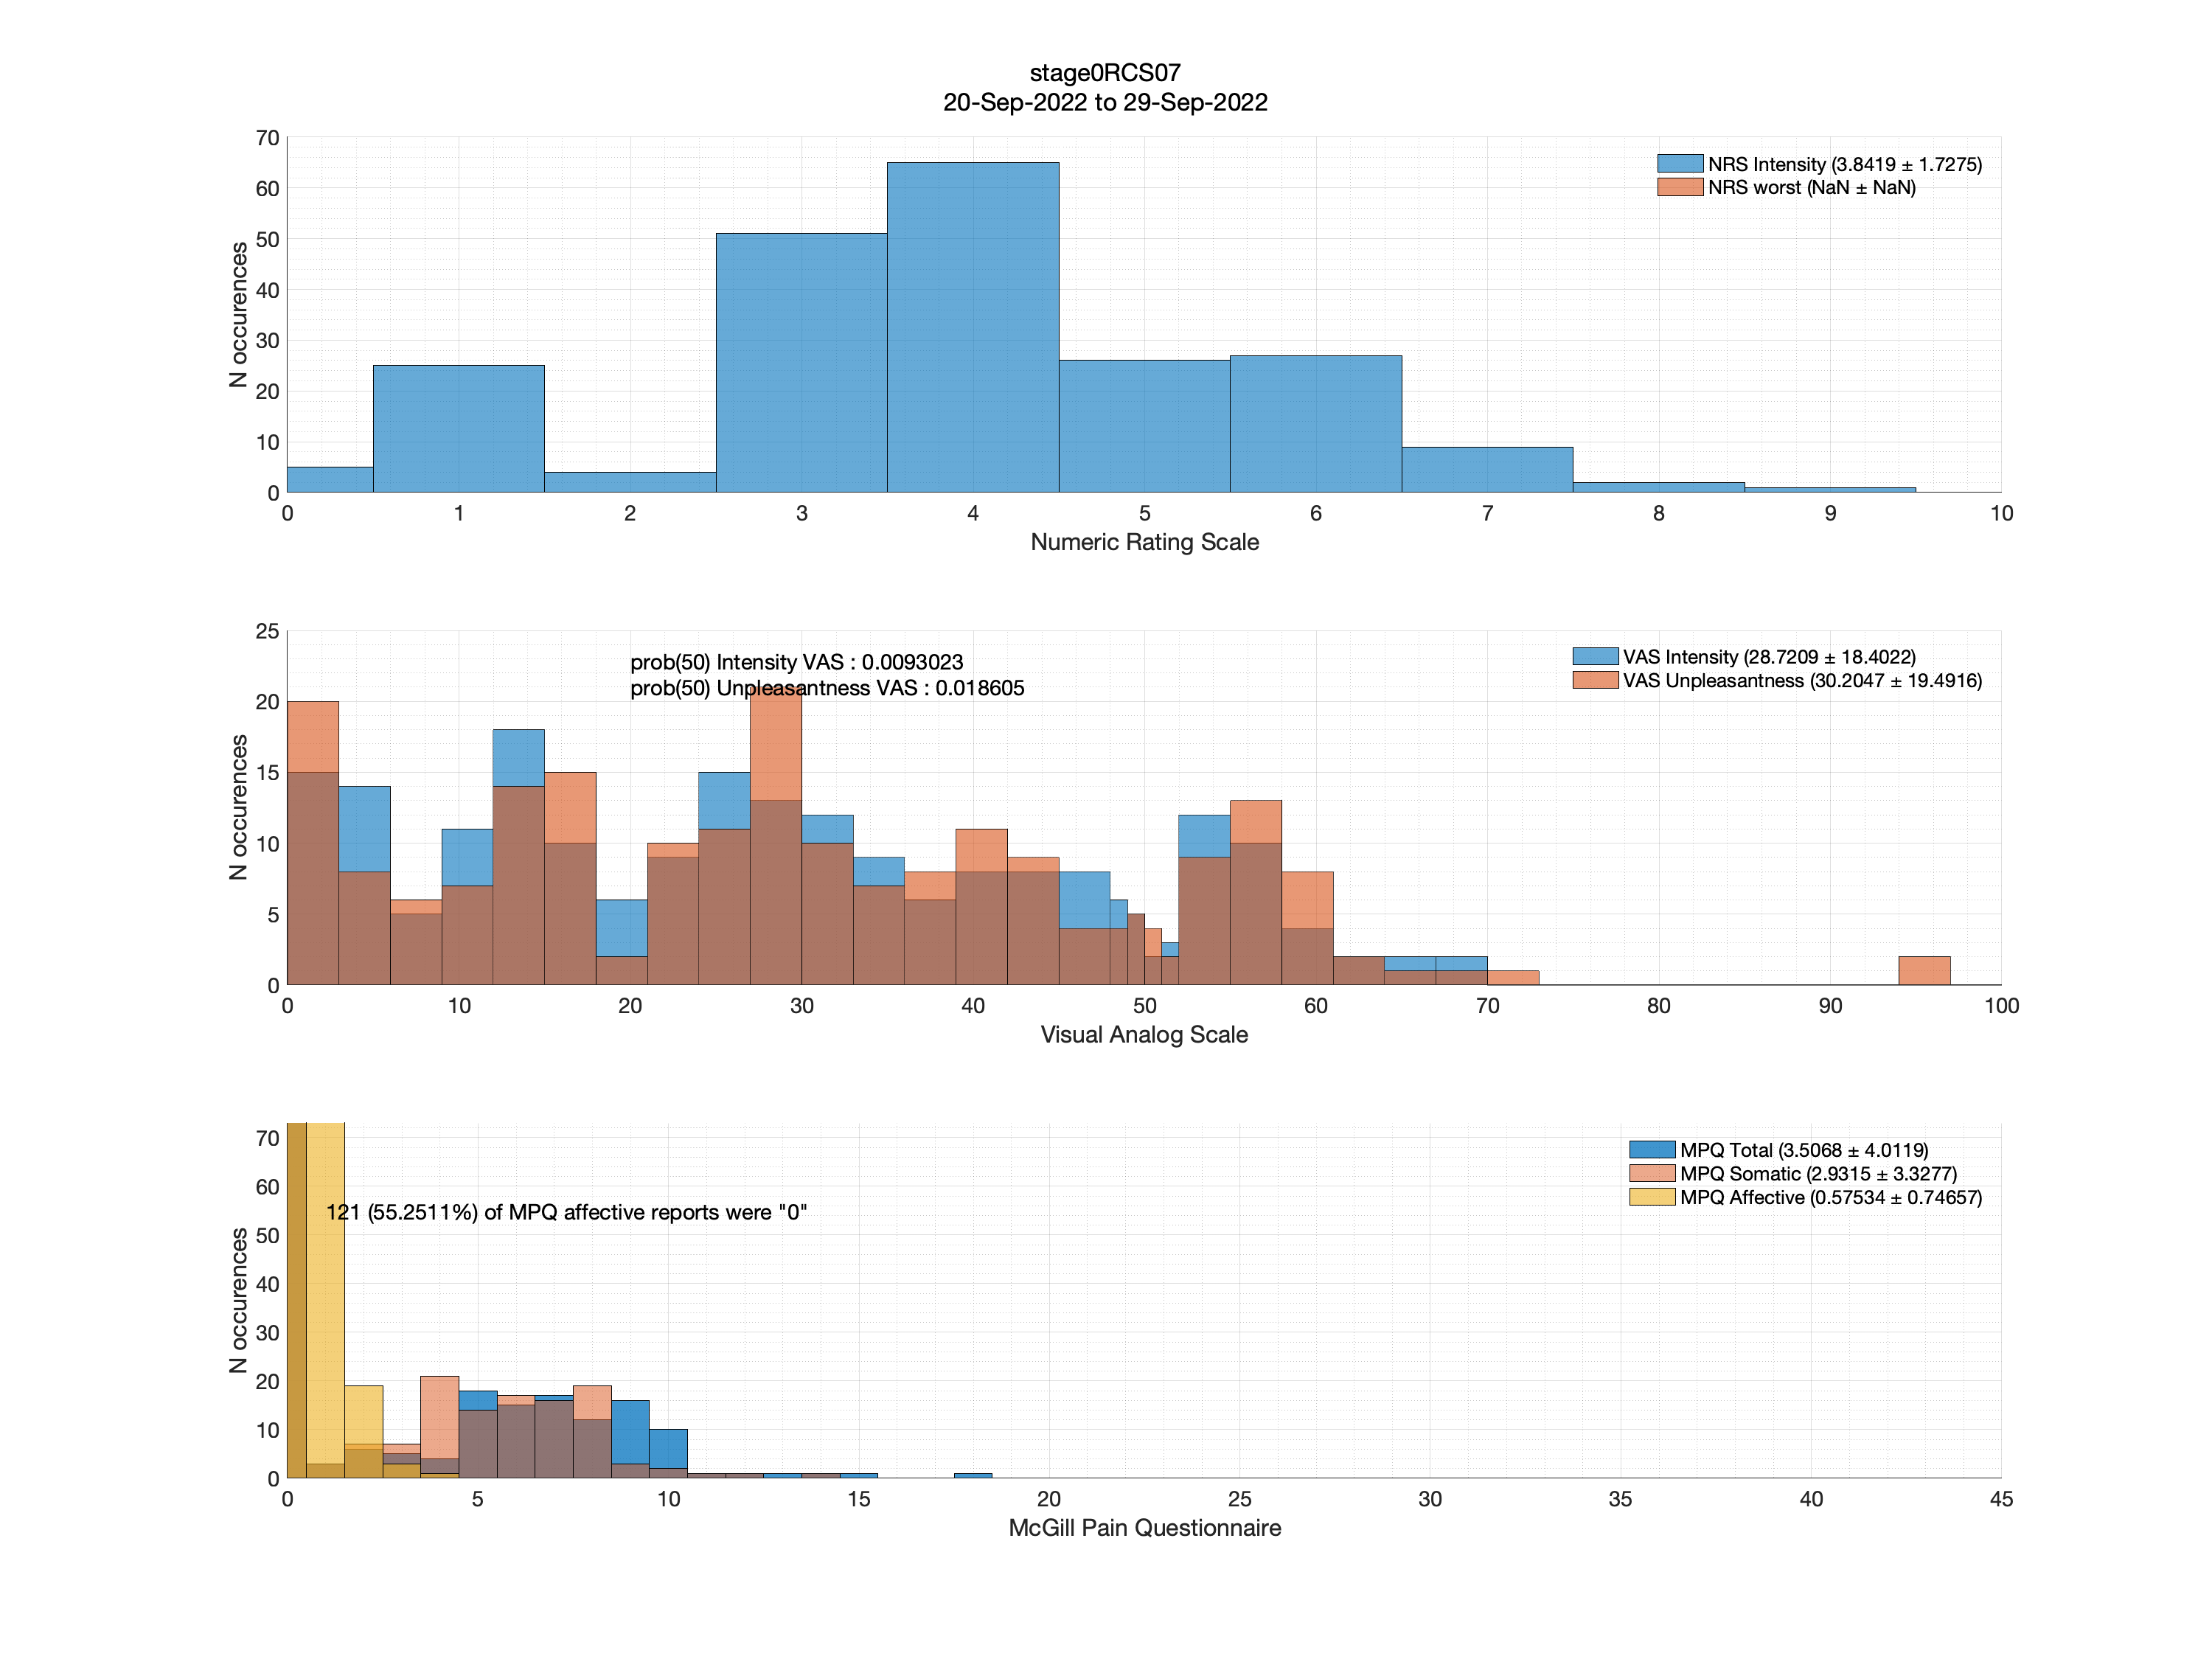 stage0RCS07
20-Sep-2022 to 29-Sep-2022
70
60
50
40
30
20
10
0
N occurences
NRS Intensity (3.8419 ± 1.7275)
NRS worst (NaN ± NaN)
0 1 2 3 4 5 6 7 8 9 10
Numeric Rating Scale
25
20
15
10
5
0
N occurences
prob(50) Intensity VAS : 0.0093023
prob(50) Unpleasantness VAS : 0.018605
VAS Intensity (28.7209 ± 18.4022)
VAS Unpleasantness (30.2047 ± 19.4916)
0 10 20 30 40 50 60 70 80 90 100
Visual Analog Scale
70
60
50
40
30
20
10
0
N occurences
121 (55.2511%) of MPQ affective reports were "0"
MPQ Total (3.5068 ± 4.0119)
MPQ Somatic (2.9315 ± 3.3277)
MPQ Affective (0.57534 ± 0.74657)
0 5 10 15 20 25 30 35 40 45
McGill Pain Questionnaire